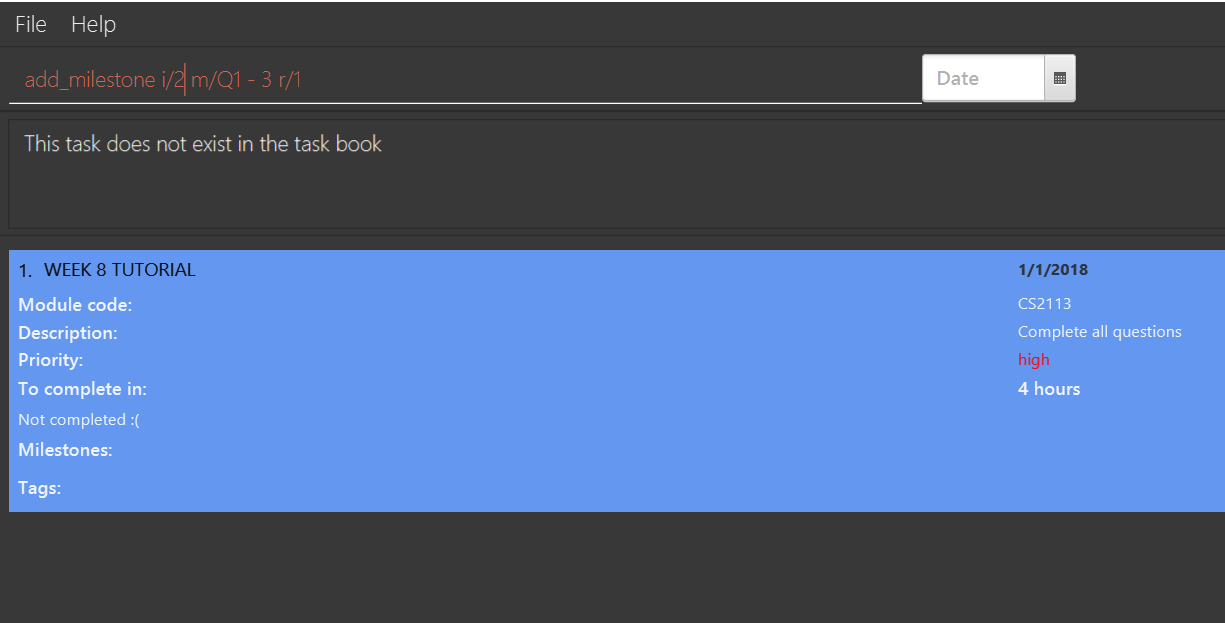 File Help
add_milestone i/2 m/Q1 - 3 r/1 Date
This task does not exist in the task book
1. WEEK 8 TUTORIAL 1/1/2018
Module code: CS2113
Description: Complete all questions
Priority: high
To complete in: 4 hours
Not completed :(
Milestones:
Tags: